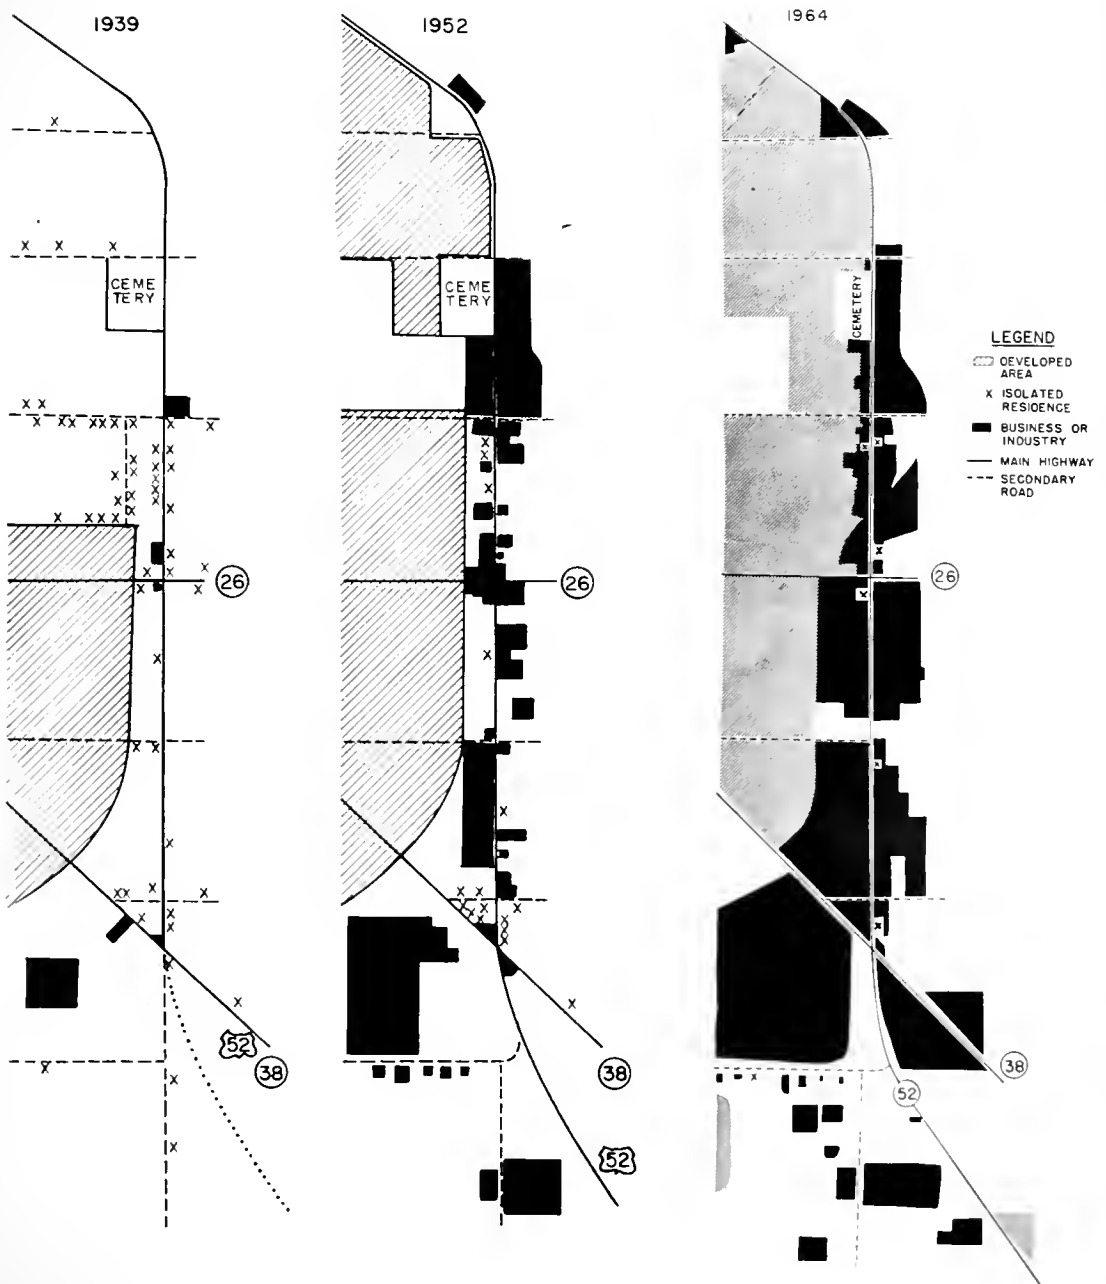 1939
1952
1964
CEME
TERY
26
52
38
CEME
TERY
26
38
52
CEMETERY
26
38
52
LEGEND
DEVELOPED
AREA
X ISOLATED
RESIDENCE
BUSINESS OR
INDUSTRY
MAIN HIGHWAY
SECONDARY
ROAD